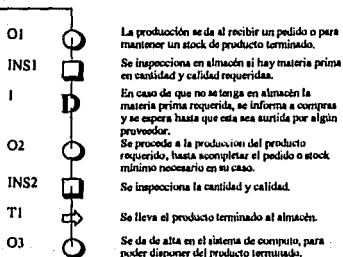 O1
La producción se da al recibir un pedido o para
mantener un stock de producto terminado.
INS1
Se inspecciona en almacén si hay materia prima
en cantidad y calidad requeridas.
1
D
En caso de que no se tenga en almacén la
materia prima requerida, se informa a compras
y se espera hasta que esta sea surtida por algún
proveedor.
O2
Se procede a la producción del producto
requerido, hasta acompletar el pedido o stock
mínimo necesario en su caso.
INS2
Se inspecciona la cantidad y calidad.
T1
Se lleva el producto terminado al almacén.
O3
Se da de alta en el sistema de computo, para
poder disponer del producto terminado.